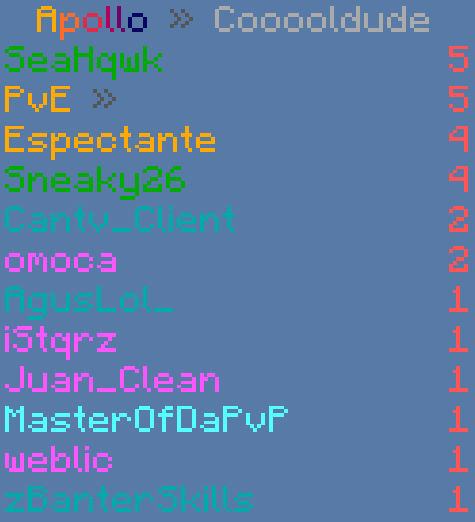 Apollo » Cooooldude
SeaHqwk 5
PvE » 5
Espectante 4
Sneaky26 4
Cantv_Client 2
omoca 2
AgusLol_ 1
iStqrz 1
Juan_Clean 1
MasterOfDaPvP 1
weblic 1
zBanterSkills 1